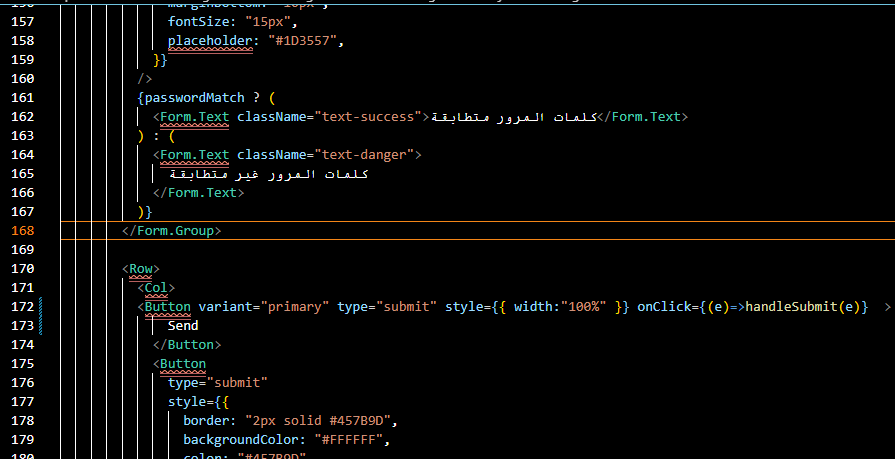 157 fontSize: "15px",
158 placeholder: "#1D3557",
159 }}
160 />
161 {passwordMatch ? (
162 <Form.Text className="text-success">كلمات المرور متطابقة</Form.Text>
163 ) : (
164 <Form.Text className="text-danger">
165 كلمات المرور غير متطابقة
166 </Form.Text>
167 )}
168 </Form.Group>
169
170 <Row>
171 <Col>
172 <Button variant="primary" type="submit" style={{ width:"100%" }} onClick={(e)=>handleSubmit(e)} >
173 Send
174 </Button>
175 <Button
176 type="submit"
177 style={{
178 border: "2px solid #457B9D",
179 backgroundColor: "#FFFFFF",
180 color: "#457B9D"